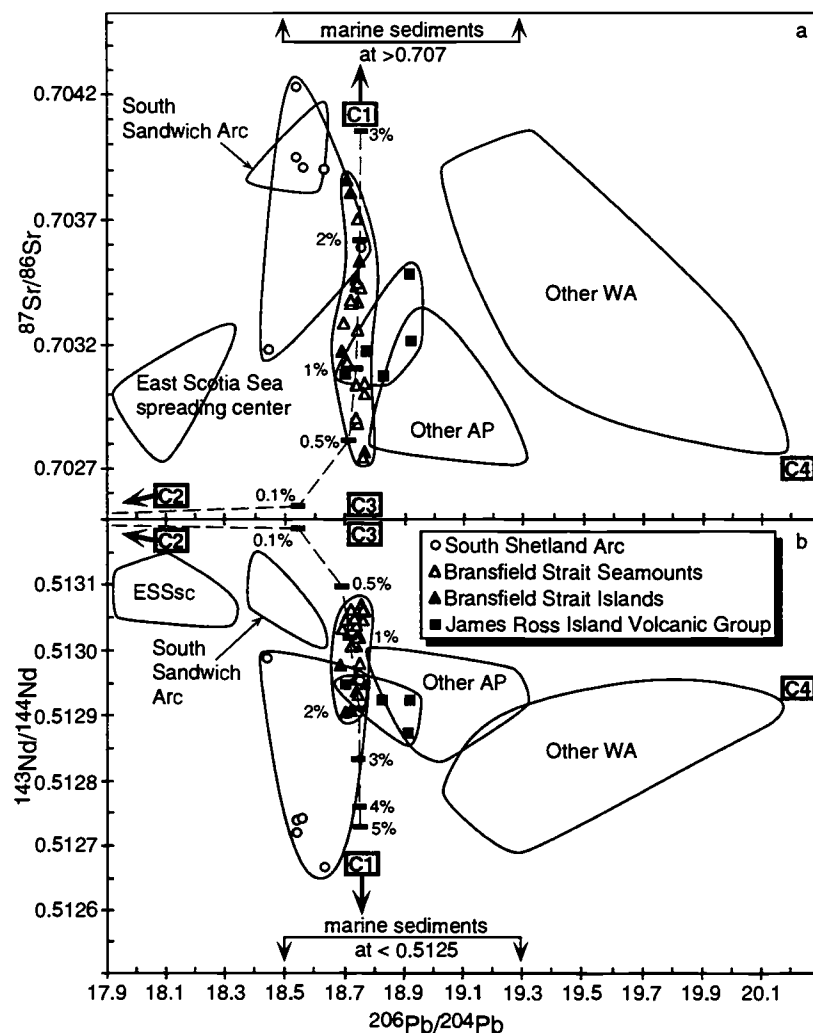 marine sediments
at >0.707
a
0.7042
0.7037
0.7032
0.7027
87Sr/86Sr
South
Sandwich
Arc
C1
3%
2%
1%
0.5%
0.1%
East Scotia Sea
spreading center
Other WA
Other AP
C2
C3
C4
C2
C3
b
0.1%
0.5%
1%
2%
3%
4%
5%
South Shetland Arc
Bransfield Strait Seamounts
Bransfield Strait Islands
James Ross Island Volcanic Group
0.5131
0.5130
0.5129
0.5128
0.5127
0.5126
0.5125
143Nd/144Nd
ESSsc
South
Sandwich
Arc
Other AP
Other WA
C4
C1
marine sediments
at < 0.5125
17.9 18.1 18.3 18.5 18.7 18.9 19.1 19.3 19.5 19.7 19.9 20.1
206Pb/204Pb